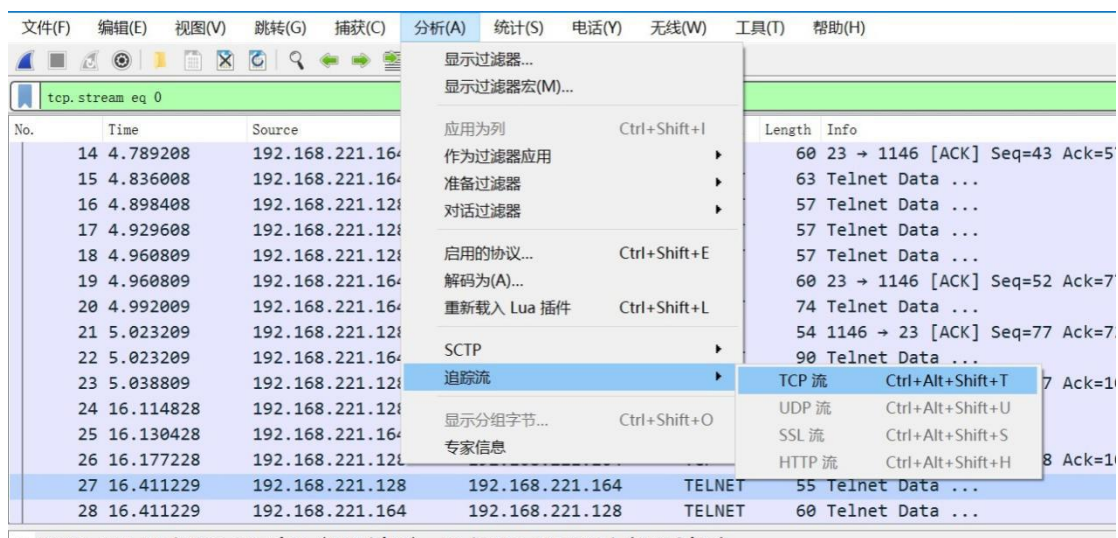 文件(F) 编辑(E) 视图(V) 跳转(G) 捕获(C) 分析(A) 统计(S) 电话(Y) 无线(W) 工具(T) 帮助(H)
tcp.stream eq 0
显示过滤器...
显示过滤器宏(M)...
应用为列 Ctrl+Shift+I
作为过滤器应用
准备过滤器
对话过滤器
启用的协议... Ctrl+Shift+E
解码为(A)...
重新载入 Lua 插件 Ctrl+Shift+L
SCTP
追踪流
显示分组字节... Ctrl+Shift+O
专家信息
TCP 流 Ctrl+Alt+Shift+T
UDP 流 Ctrl+Alt+Shift+U
SSL 流 Ctrl+Alt+Shift+S
HTTP 流 Ctrl+Alt+Shift+H
No. Time Source Length Info
14 4.789208 192.168.221.164 60 23 → 1146 [ACK] Seq=43 Ack=5
15 4.836008 192.168.221.164 63 Telnet Data ...
16 4.898408 192.168.221.128 57 Telnet Data ...
17 4.929608 192.168.221.128 57 Telnet Data ...
18 4.960809 192.168.221.128 57 Telnet Data ...
19 4.960809 192.168.221.164 60 23 → 1146 [ACK] Seq=52 Ack=7
20 4.992009 192.168.221.164 74 Telnet Data ...
21 5.023209 192.168.221.128 54 1146 → 23 [ACK] Seq=77 Ack=7
22 5.023209 192.168.221.164 90 Telnet Data ...
23 5.038809 192.168.221.128 7 Ack=1
24 16.114828 192.168.221.128
25 16.130428 192.168.221.164
26 16.177228 192.168.221.128 8 Ack=1
27 16.411229 192.168.221.128 192.168.221.164 TELNET 55 Telnet Data ...
28 16.411229 192.168.221.164 192.168.221.128 TELNET 60 Telnet Data ...